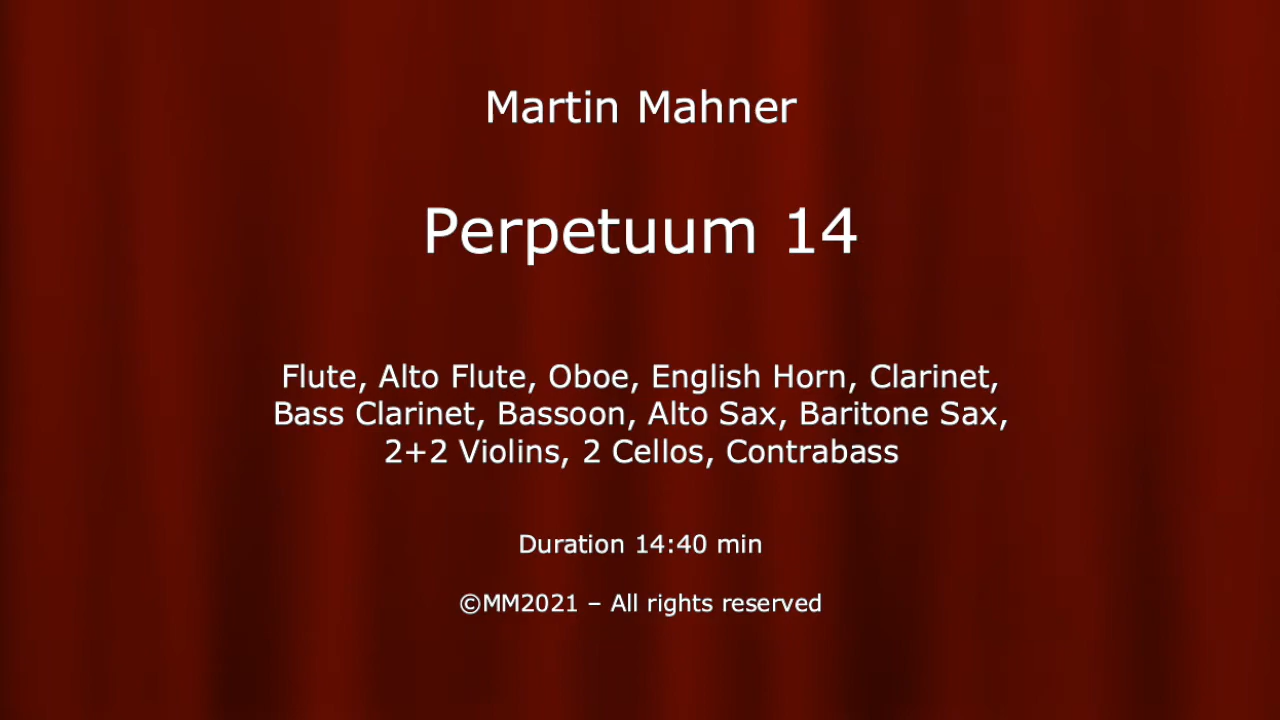 Martin Mahner
Perpetuum 14
Flute, Alto Flute, Oboe, English Horn, Clarinet,
Bass Clarinet, Bassoon, Alto Sax, Baritone Sax,
2+2 Violins, 2 Cellos, Contrabass
Duration 14:40 min
©MM2021 – All rights reserved